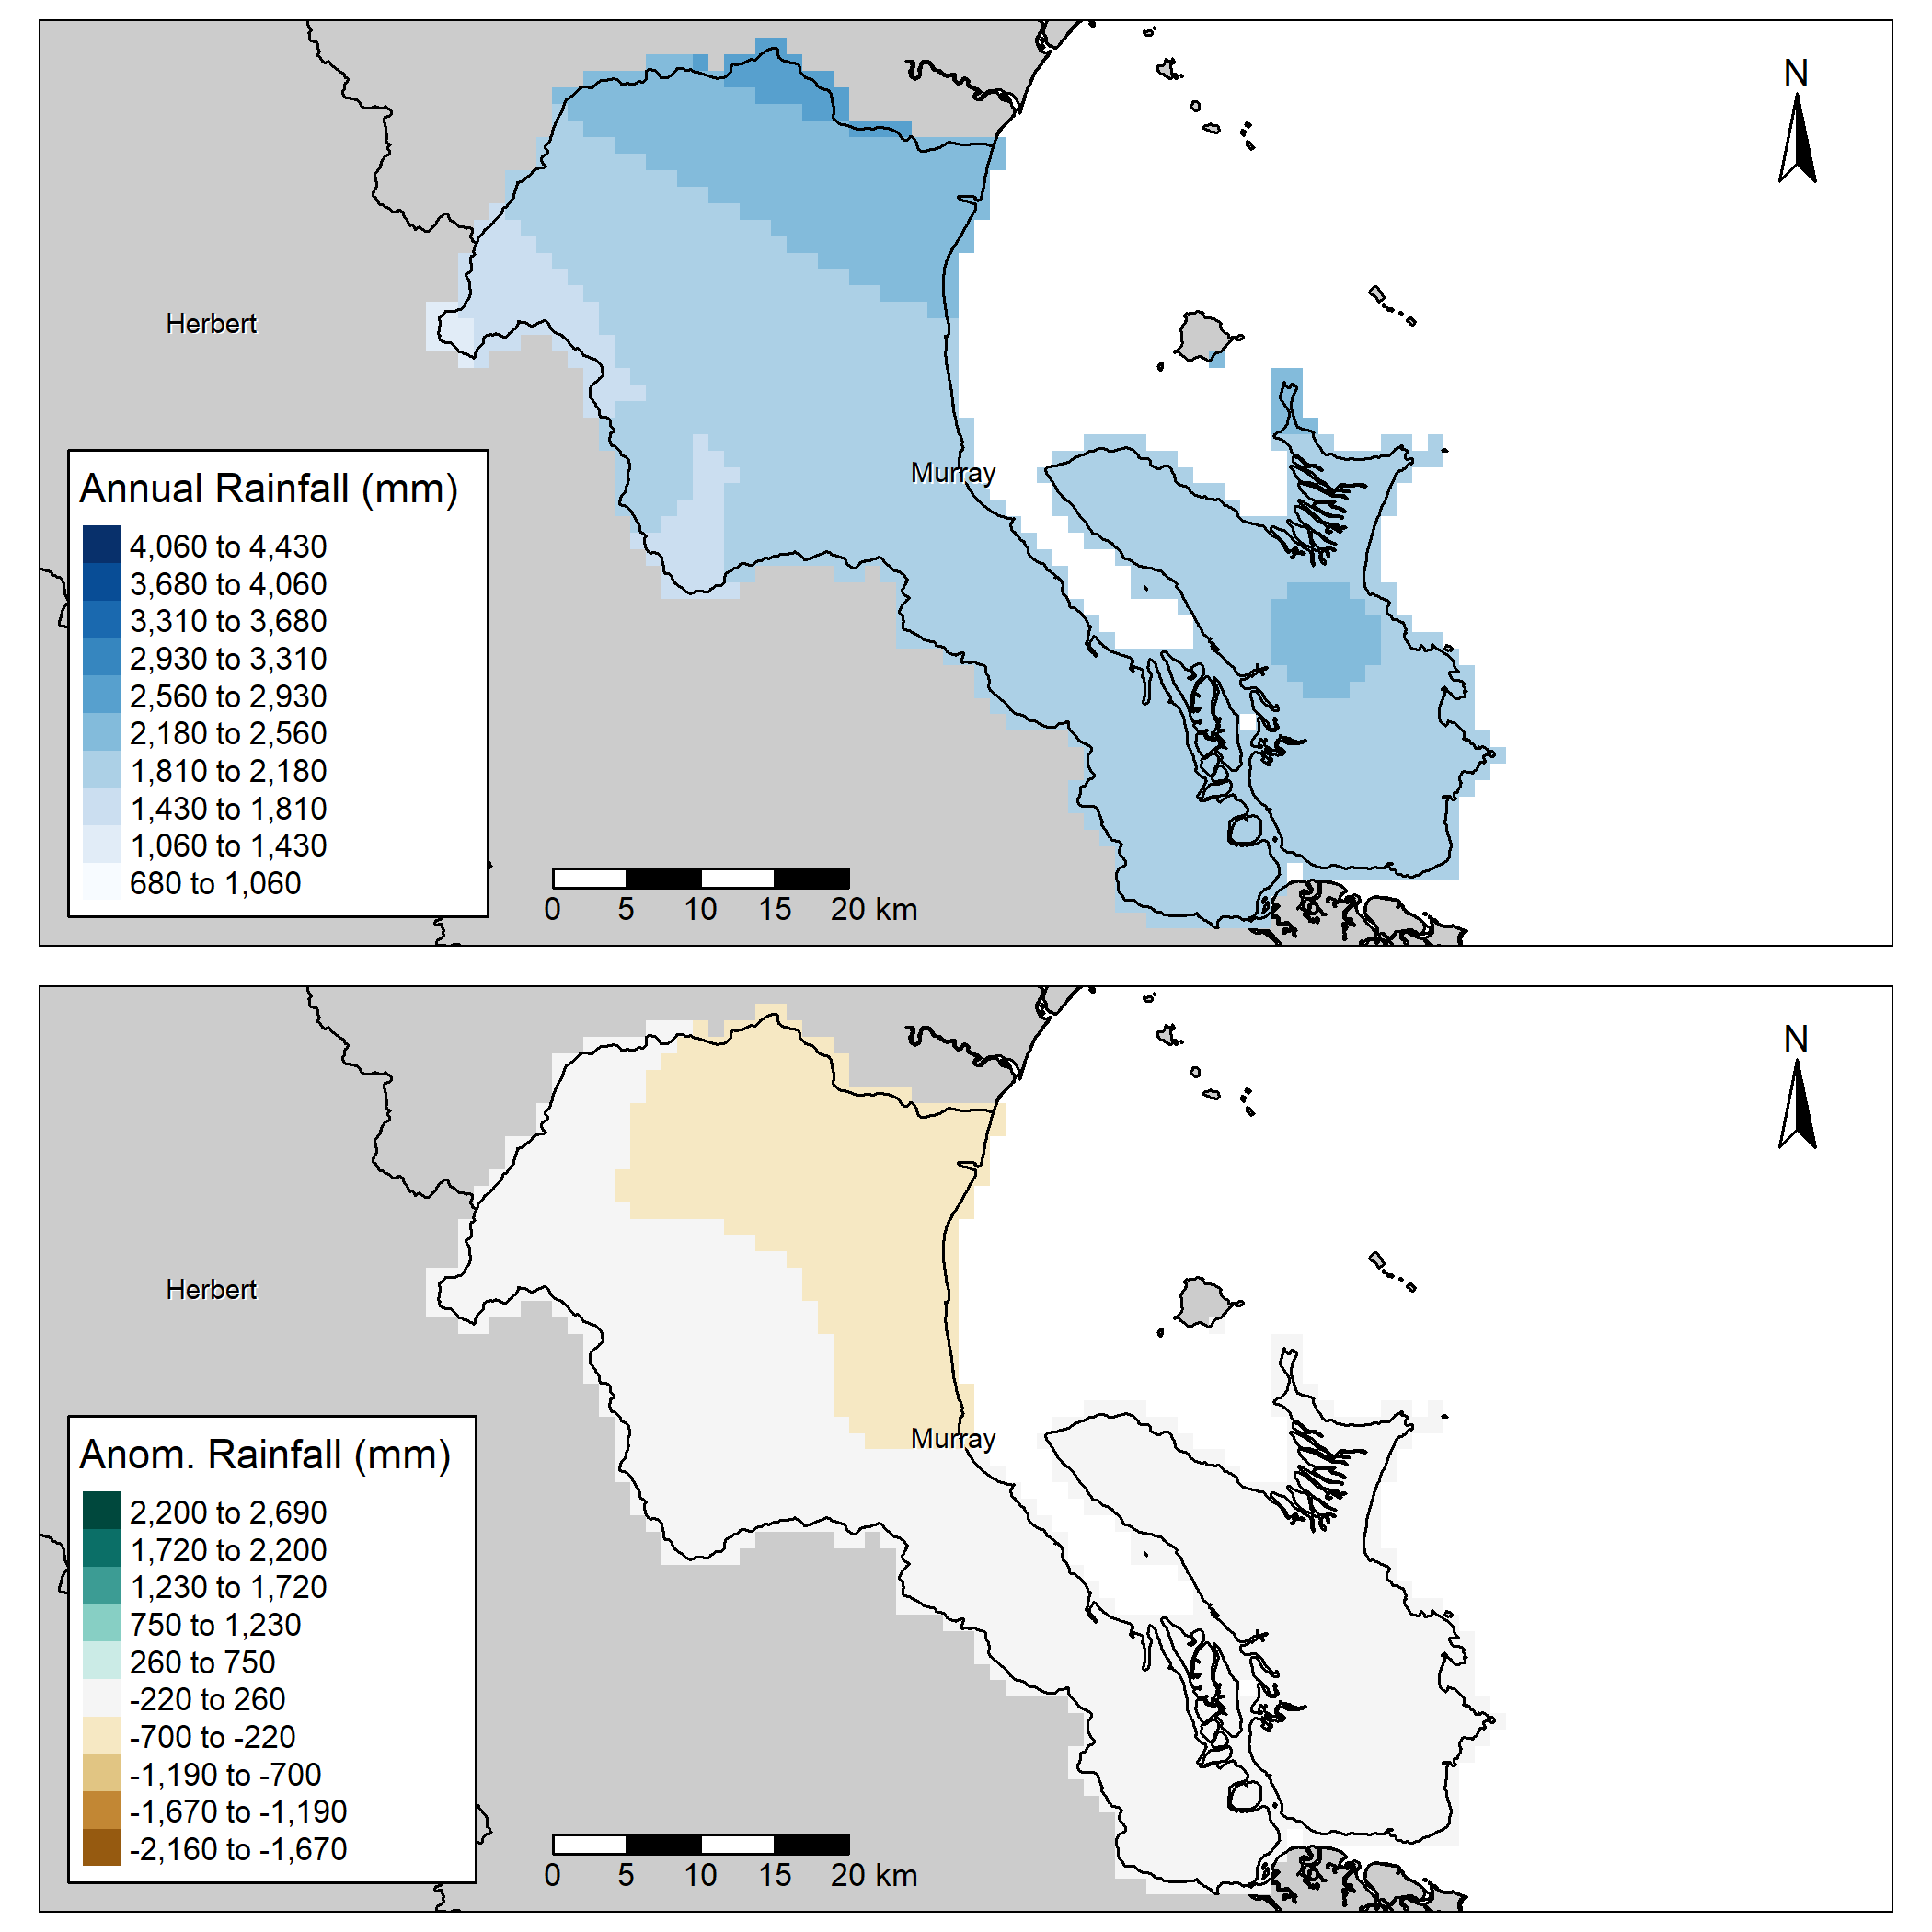 N
Herbert
Murray
Annual Rainfall (mm)
4,060 to 4,430
3,680 to 4,060
3,310 to 3,680
2,930 to 3,310
2,560 to 2,930
2,180 to 2,560
1,810 to 2,180
1,430 to 1,810
1,060 to 1,430
680 to 1,060
0 5 10 15 20 km
N
Herbert
Murray
Anom. Rainfall (mm)
2,200 to 2,690
1,720 to 2,200
1,230 to 1,720
750 to 1,230
260 to 750
-220 to 260
-700 to -220
-1,190 to -700
-1,670 to -1,190
-2,160 to -1,670
0 5 10 15 20 km